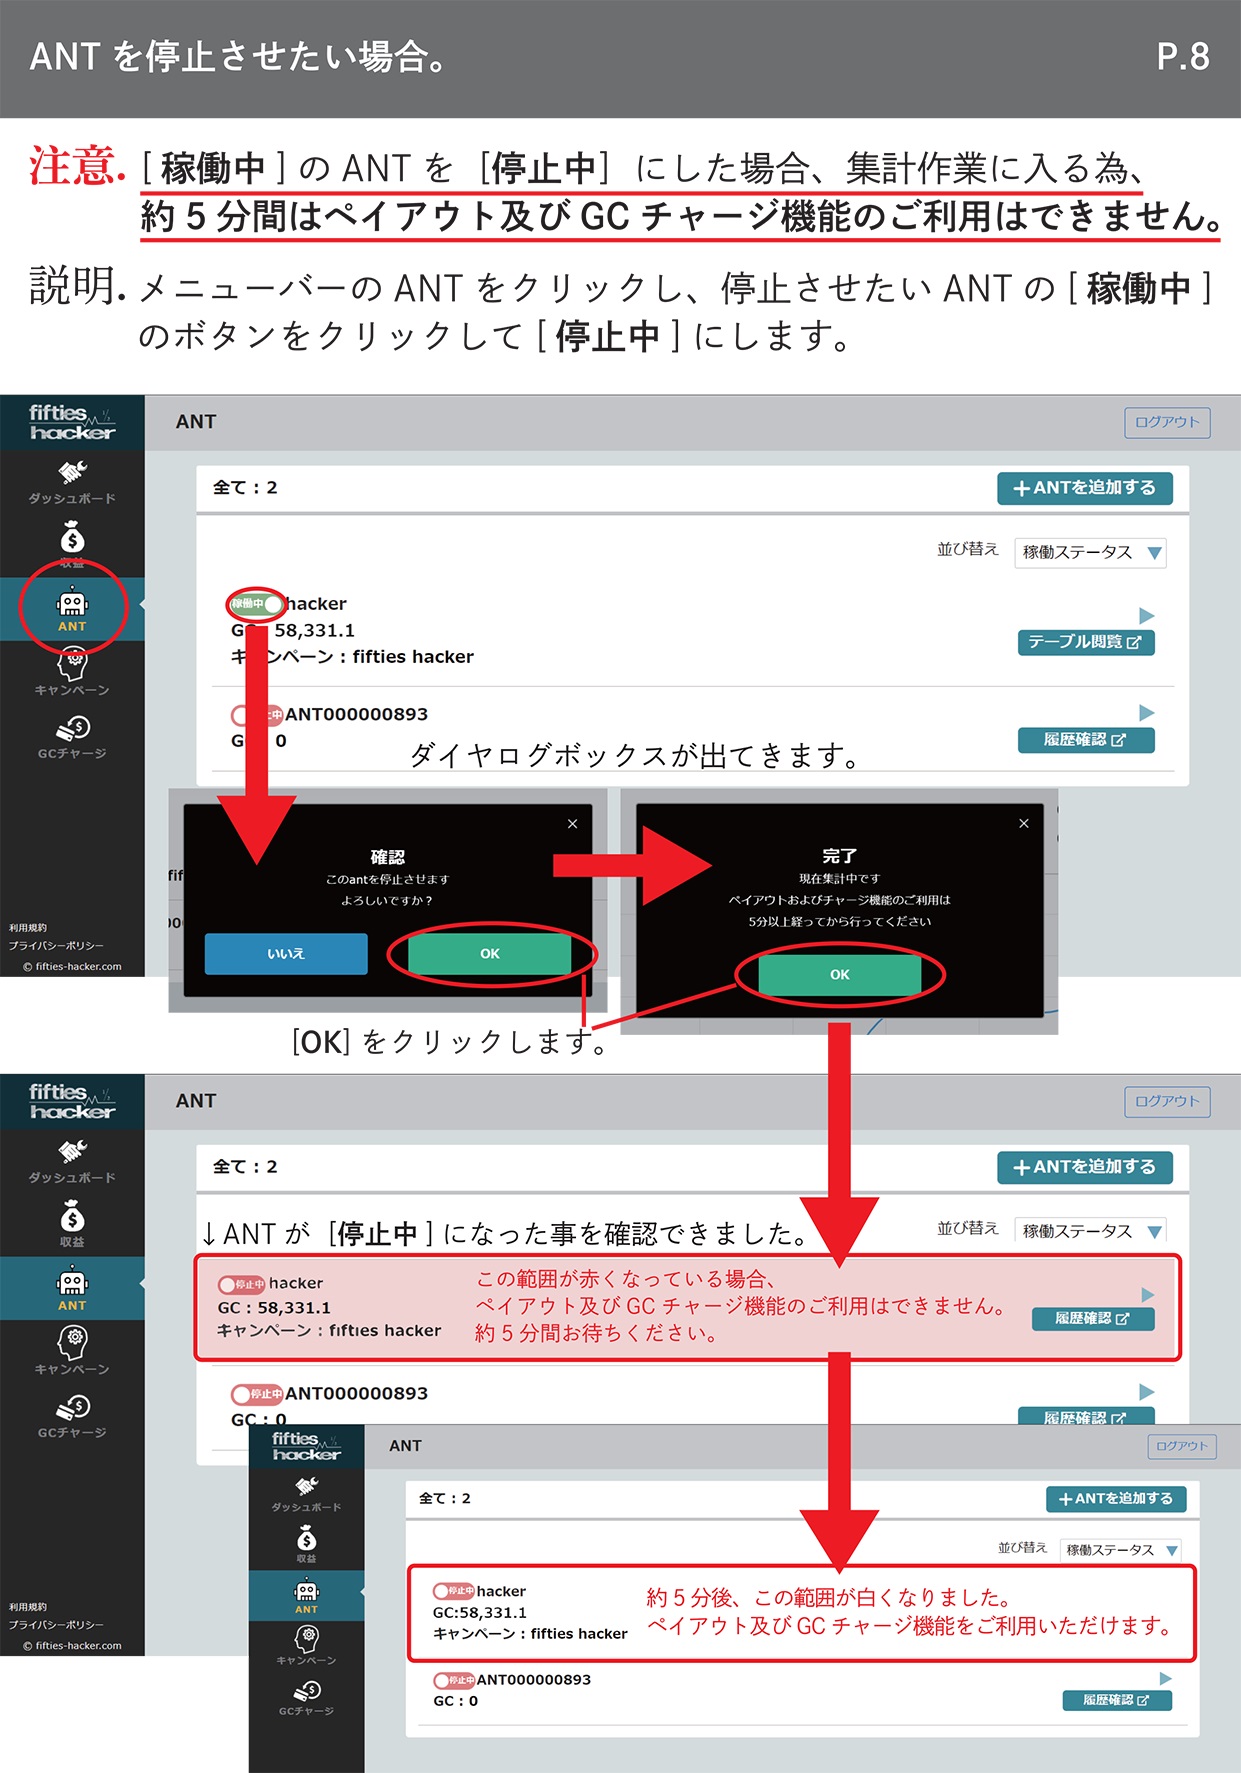 ANT を停止させたい場合。
P.8
注意. [ 稼働中 ] の ANT を [停止中] にした場合、集計作業に入る為、
約 5 分間はペイアウト及び GC チャージ機能のご利用はできません。
説明. メニューバーの ANT をクリックし、停止させたい ANT の [ 稼働中 ]
のボタンをクリックして [ 停止中 ] にします。
fifties
hacker
ANT
ログアウト
ダッシュボード
収益
ANT
キャンペーン
GCチャージ
全て : 2
+ANTを追加する
並び替え
稼働ステータス
稼働中 hacker
GC : 58,331.1
キャンペーン : fifties hacker
テーブル閲覧
ANT000000893
0
履歴確認
ダイヤログボックスが出てきます。
確認
このantを停止させます
よろしいですか？
いいえ
OK
完了
現在集計中です
ペイアウトおよびチャージ機能のご利用は
5分以上経ってから行ってください
OK
利用規約
プライバシーポリシー
© fifties-hacker.com
[OK] をクリックします。
fifties
hacker
ANT
ログアウト
ダッシュボード
収益
ANT
キャンペーン
GCチャージ
全て : 2
+ANTを追加する
↓ANT が [停止中 ] になった事を確認できました。
並び替え
稼働ステータス
停止中 hacker
GC : 58,331.1
キャンペーン : fifties hacker
この範囲が赤くなっている場合、
ペイアウト及び GC チャージ機能のご利用はできません。
約 5 分間お待ちください。
履歴確認
停止中 ANT000000893
GC : 0
履歴確認
利用規約
プライバシーポリシー
© fifties-hacker.com
fifties
hacker
ANT
ログアウト
ダッシュボード
収益
ANT
キャンペーン
GCチャージ
全て : 2
+ANTを追加する
並び替え
稼働ステータス
停止中 hacker
GC:58,331.1
キャンペーン : fifties hacker
約 5 分後、この範囲が白くなりました。
ペイアウト及び GC チャージ機能をご利用いただけます。
停止中 ANT000000893
GC : 0
履歴確認